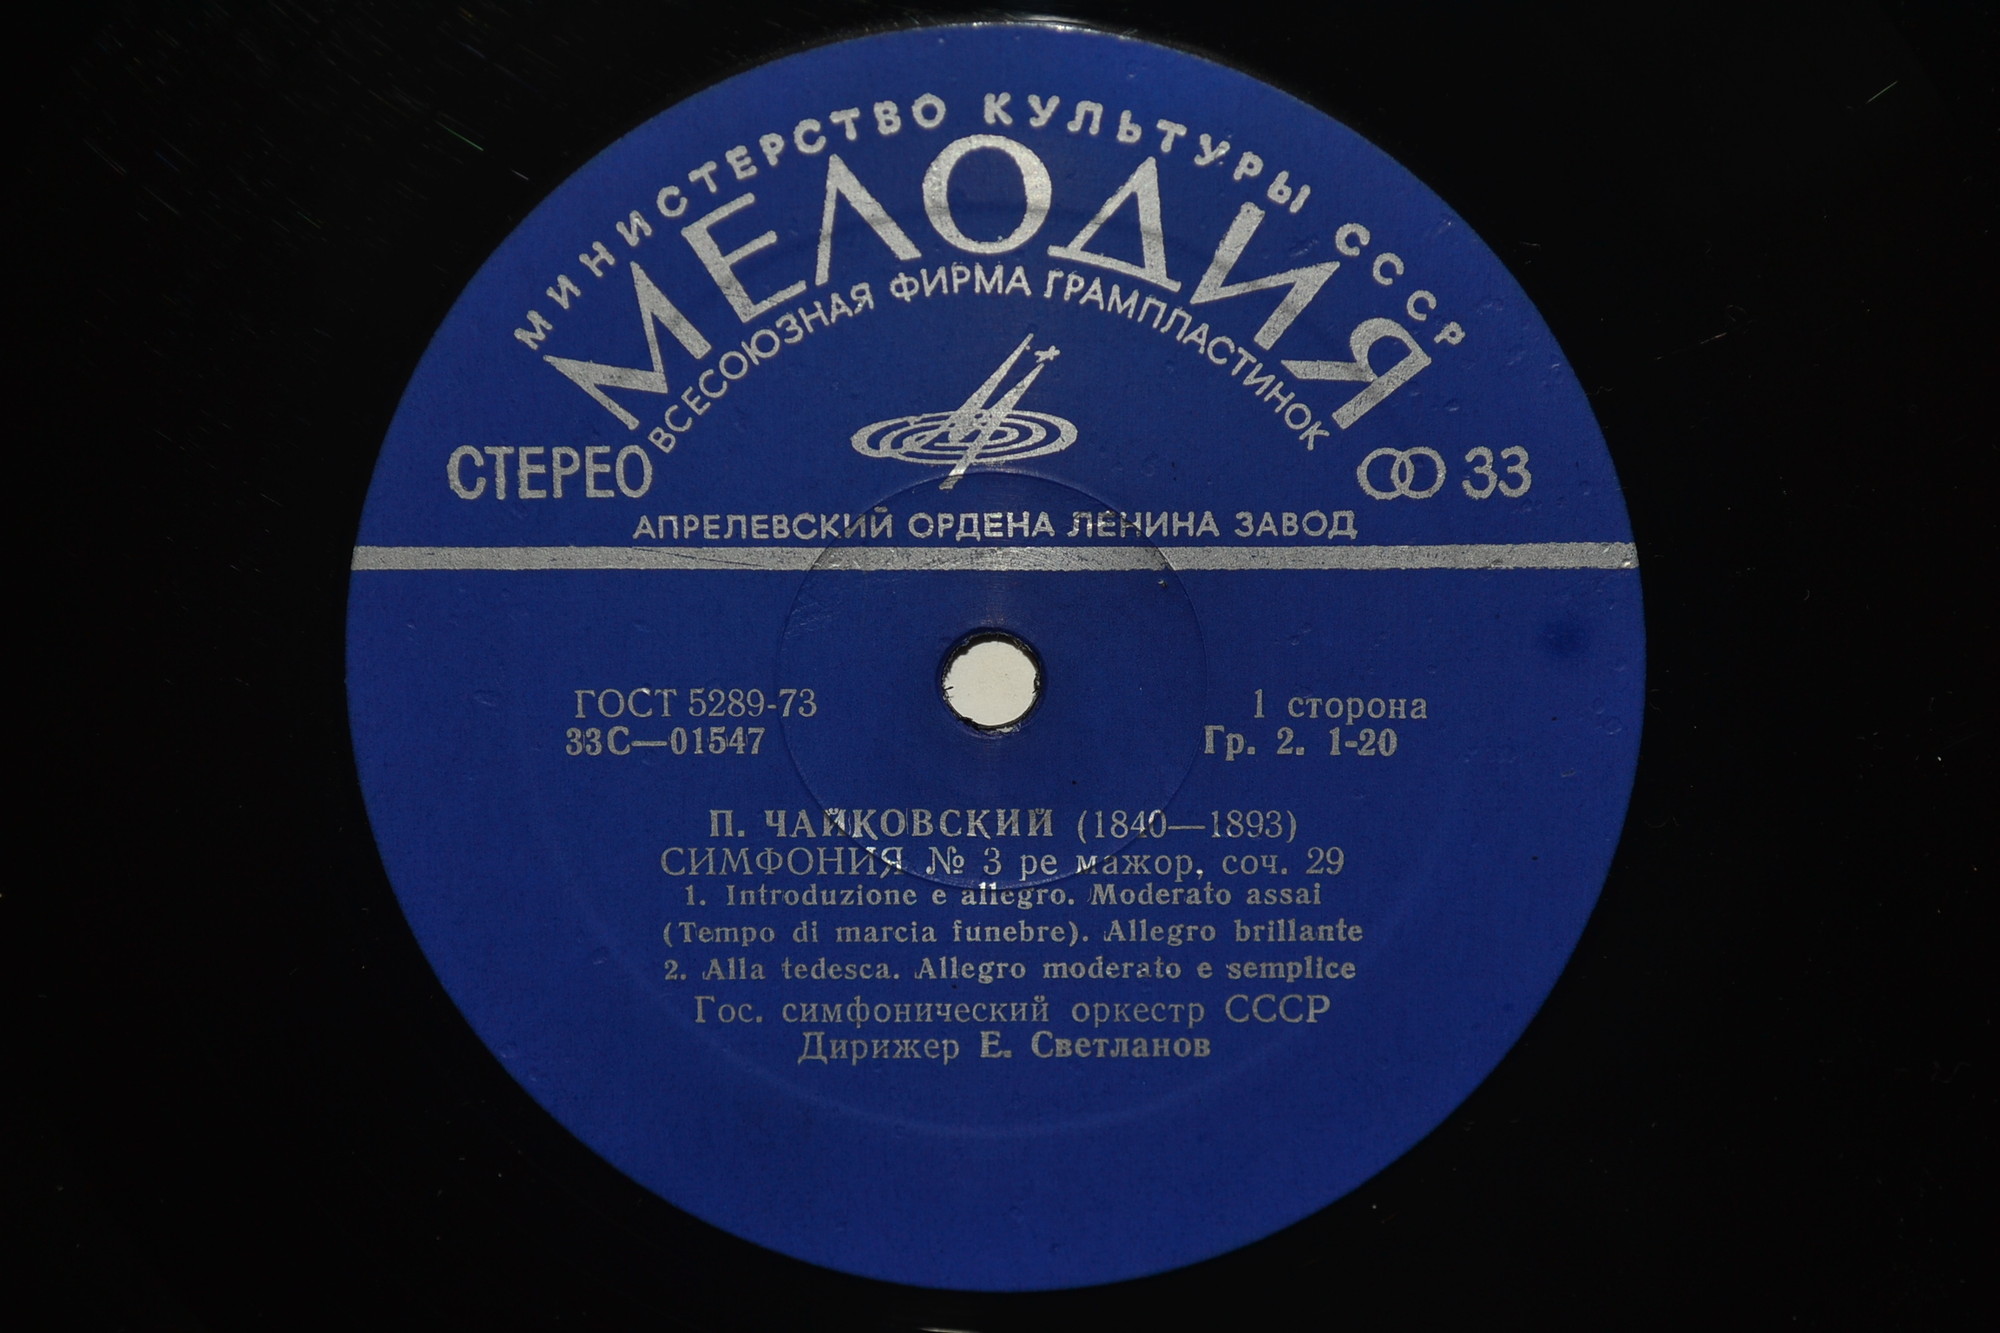 МИНИСТЕРСТВО КУЛЬТУРЫ СССР
МЕЛОДИЯ
ВСЕСОЮЗНАЯ ФИРМА ГРАМПЛАСТИНОК
СТЕРЕО
33
АПРЕЛЕВСКИЙ ОРДЕНА ЛЕНИНА ЗАВОД
ГОСТ 5289-73
1 сторона
33С—01547
Гр. 2. 1-20
П. ЧАЙКОВСКИЙ (1840—1893)
СИМФОНИЯ № 3 ре мажор, соч. 29
1. Introduzione e allegro. Moderato assai
(Tempo di marcia funebre). Allegro brillante
2. Alla tedesca. Allegro moderato e semplice
Гос. симфонический оркестр СССР
Дирижер Е. Светланов